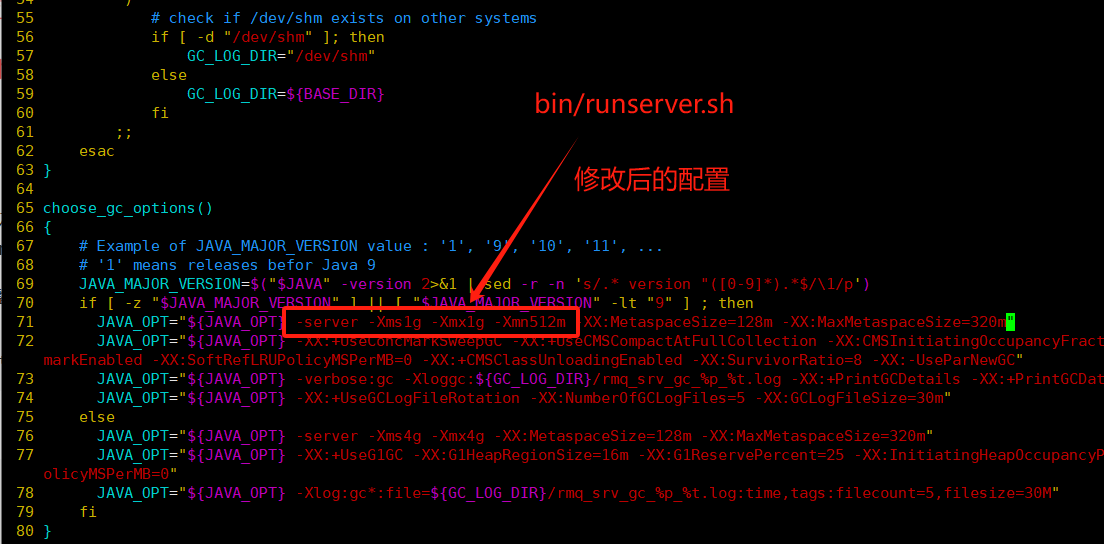 54 )
55 # check if /dev/shm exists on other systems
56 if [ -d "/dev/shm" ]; then
57 GC_LOG_DIR="/dev/shm"
58 else
59 GC_LOG_DIR=${BASE_DIR}
60 fi
61 ;;
62 esac
63 }
64
65 choose_gc_options()
66 {
67 # Example of JAVA_MAJOR_VERSION value : '1', '9', '10', '11', ...
68 # '1' means releases befor Java 9
69 JAVA_MAJOR_VERSION=$("$JAVA" -version 2>&1 | sed -r -n 's/.* version "([0-9]*).*$/\1/p')
70 if [ -z "$JAVA_MAJOR_VERSION" ] || [ "$JAVA_MAJOR_VERSION" -lt "9" ] ; then
71 JAVA_OPT="${JAVA_OPT} -server -Xms1g -Xmx1g -Xmn512m XX:MetaspaceSize=128m -XX:MaxMetaspaceSize=320m"
72 JAVA_OPT="${JAVA_OPT} -XX:+UseConcMarkSweepGC -XX:+UseCMSCompactAtFullCollection -XX:CMSInitiatingOccupancyFract
markEnabled -XX:SoftRefLRUPolicyMSPerMB=0 -XX:+CMSClassUnloadingEnabled -XX:SurvivorRatio=8 -XX:-UseParNewGC"
73 JAVA_OPT="${JAVA_OPT} -verbose:gc -Xloggc:${GC_LOG_DIR}/rmq_srv_gc_%p_%t.log -XX:+PrintGCDetails -XX:+PrintGCDat
74 JAVA_OPT="${JAVA_OPT} -XX:+UseGCLogFileRotation -XX:NumberOfGCLogFiles=5 -XX:GCLogFileSize=30m"
75 else
76 JAVA_OPT="${JAVA_OPT} -server -Xms4g -Xmx4g -XX:MetaspaceSize=128m -XX:MaxMetaspaceSize=320m"
77 JAVA_OPT="${JAVA_OPT} -XX:+UseG1GC -XX:G1HeapRegionSize=16m -XX:G1ReservePercent=25 -XX:InitiatingHeapOccupancyP
olicyMSPerMB=0"
78 JAVA_OPT="${JAVA_OPT} -Xlog:gc*:file=${GC_LOG_DIR}/rmq_srv_gc_%p_%t.log:time,tags:filecount=5,filesize=30M"
79 fi
80 }
bin/runserver.sh
修改后的配置